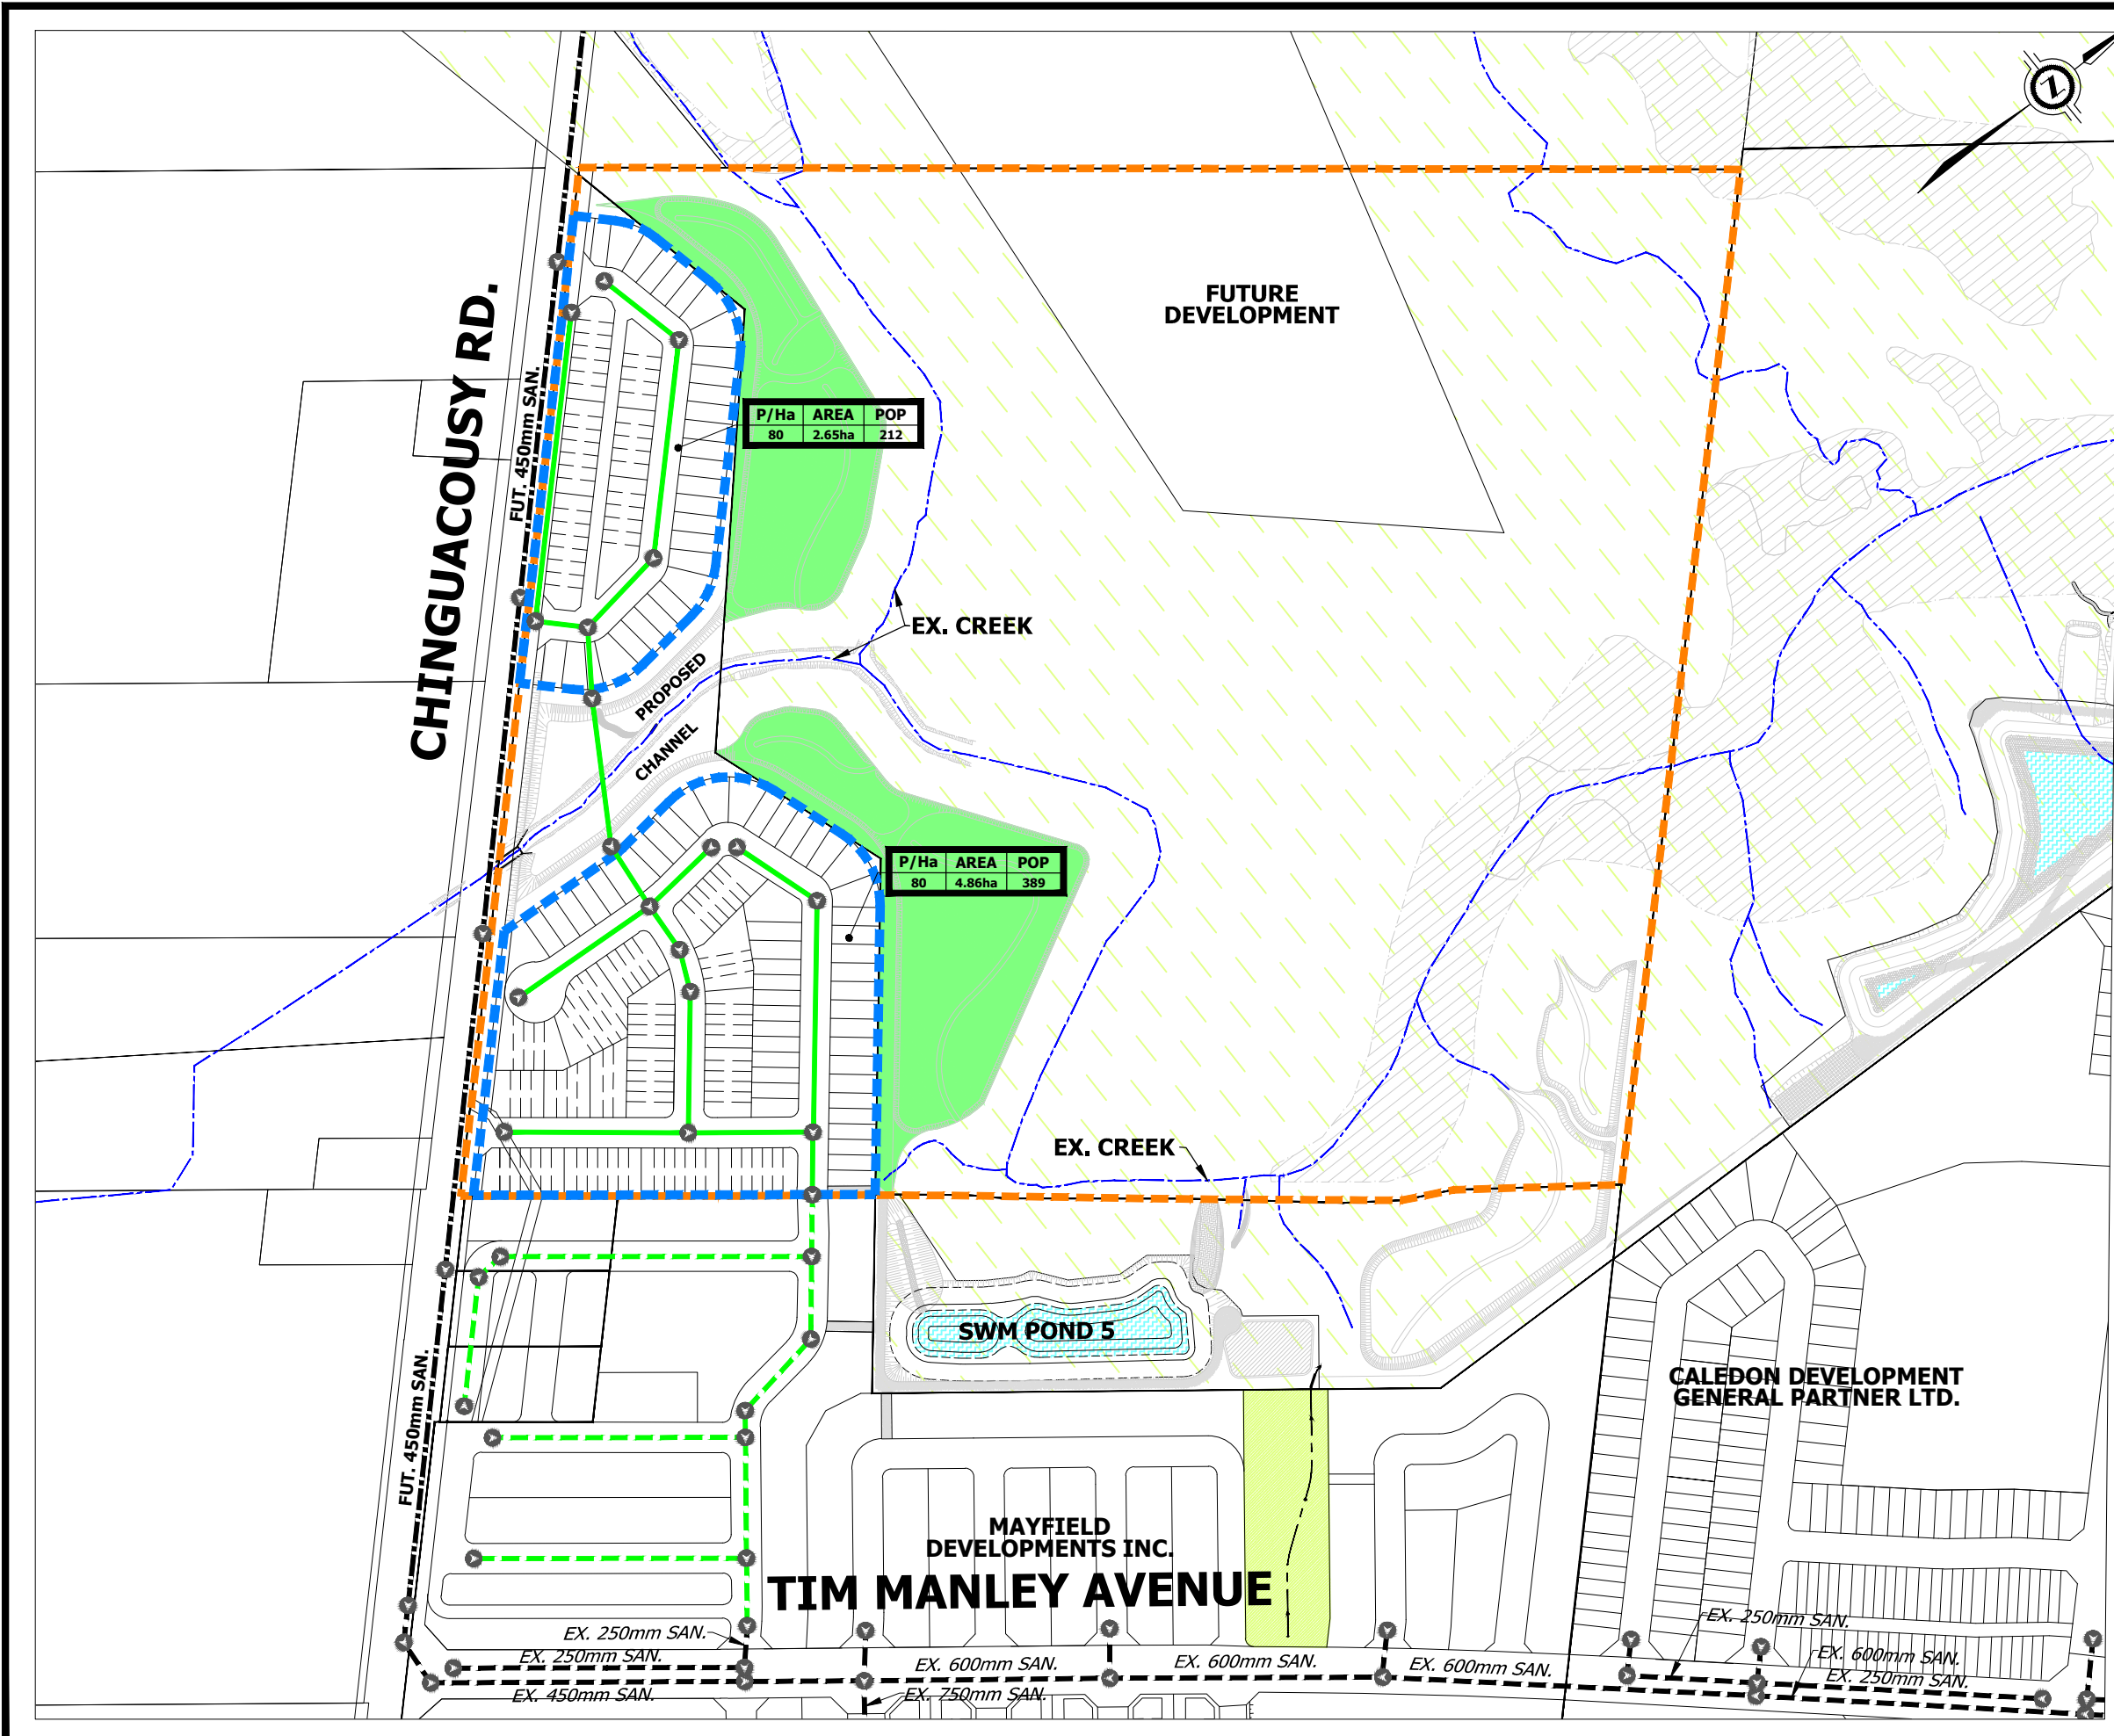 Z
FUTURE
DEVELOPMENT
CHINGUACOUSY RD.
FUT. 450mm SAN.
P/Ha AREA POP
80 2.65ha 212
EX. CREEK
PROPOSED
CHANNEL
P/Ha AREA POP
80 4.86ha 389
EX. CREEK
SWM POND 5
FUT. 450mm SAN.
CALEDON DEVELOPMENT
GENERAL PARTNER LTD.
MAYFIELD
DEVELOPMENTS INC.
TIM MANLEY AVENUE
EX. 250mm SAN.
EX. 250mm SAN.
EX. 450mm SAN.
EX. 600mm SAN.
EX. 750mm SAN.
EX. 600mm SAN.
EX. 600mm SAN.
EX. 250mm SAN.
EX. 600mm SAN.
EX. 250mm SAN.